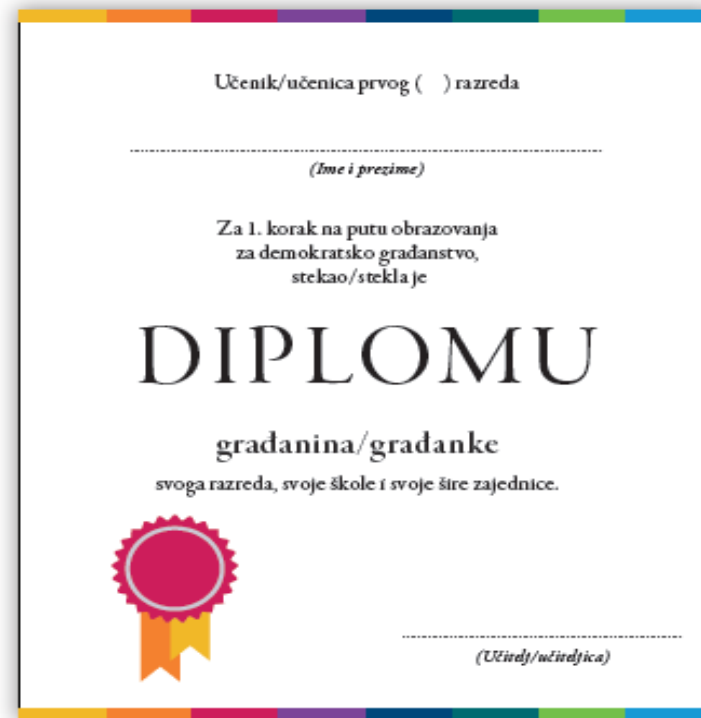 Učenik/učenica prvog ( ) razreda
(Ime i prezime)
Za 1. korak na putu obrazovanja
za demokratsko građanstvo,
stekao/stekla je
DIPLOMU
građanina/građanke
svoga razreda, svoje škole i svoje šire zajednice.
(Učitelj/učiteljica)